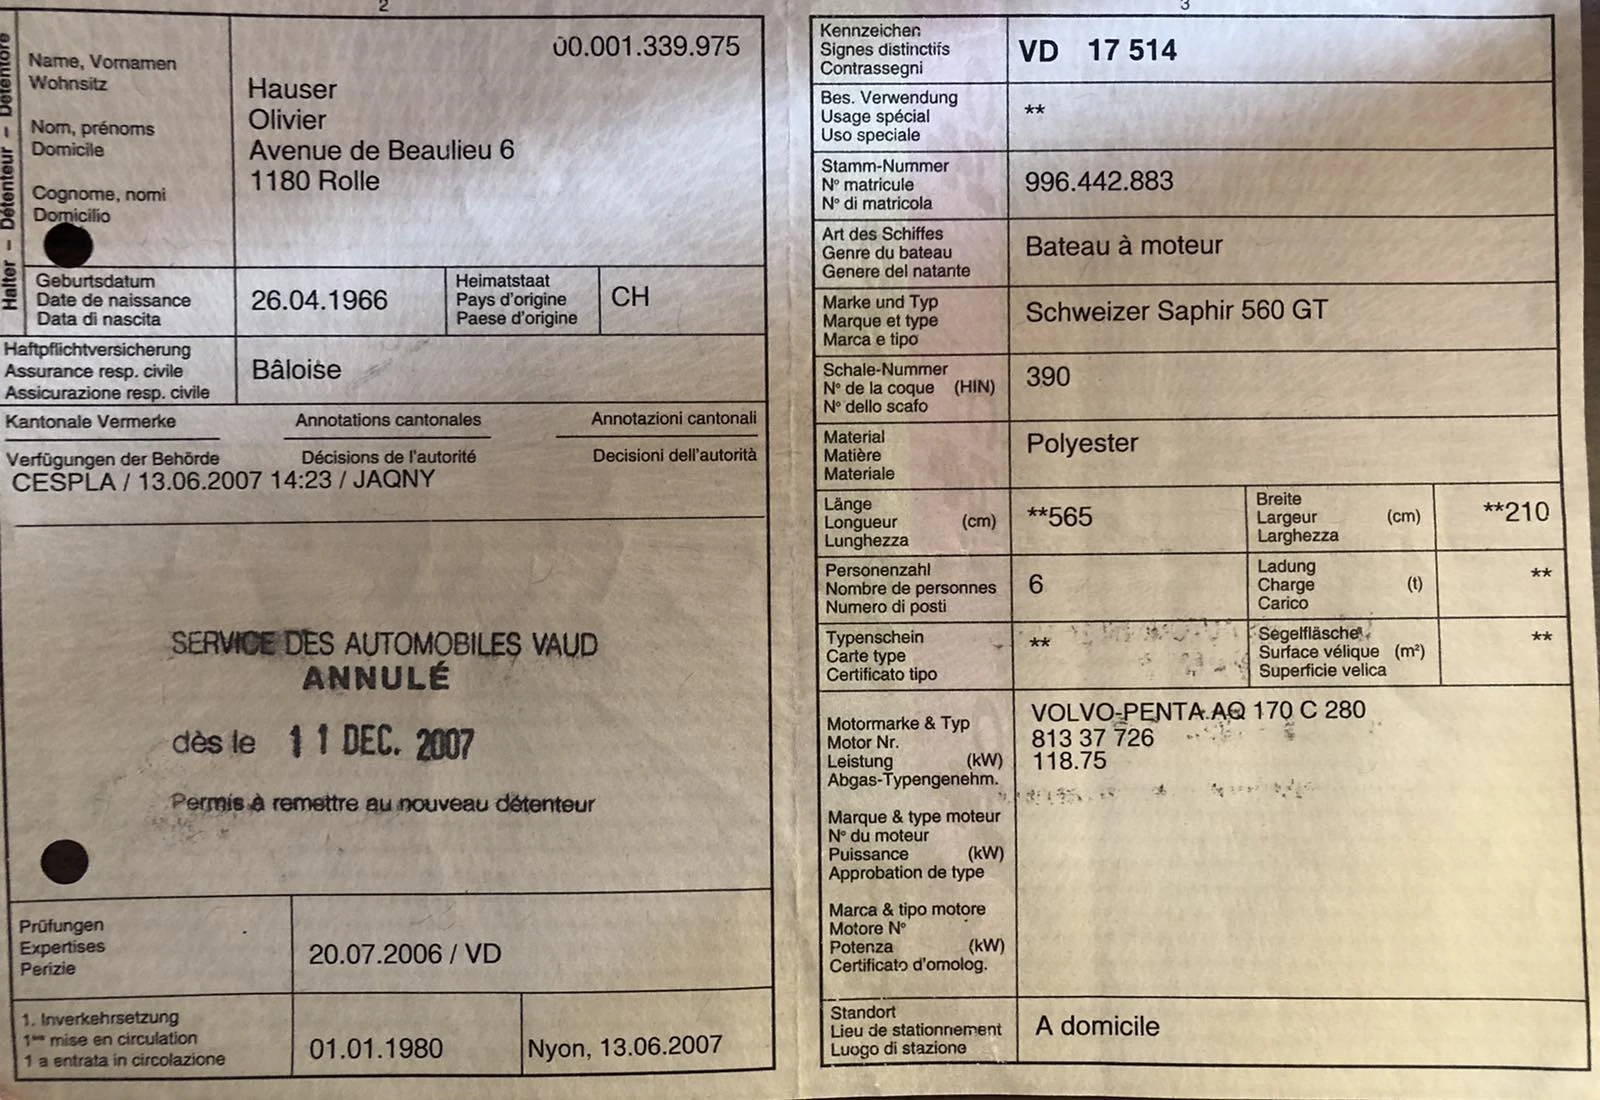 2
Halter – Détenteur – Detentore
Name, Vornamen
Wohnsitz
Nom, prénoms
Domicile
Cognome, nomi
Domicilio
00.001.339.975
Hauser
Olivier
Avenue de Beaulieu 6
1180 Rolle
Geburtsdatum
Date de naissance
Data di nascita
26.04.1966
Heimatstaat
Pays d'origine
Paese d'origine
CH
Haftpflichtversicherung
Assurance resp. civile
Assicurazione resp. civile
Bâloise
Kantonale Vermerke Annotations cantonales Annotazioni cantonali
Verfügungen der Behörde Décisions de l'autorité Decisioni dell'autorità
CESPLA / 13.06.2007 14:23 / JAQNY
SERVICE DES AUTOMOBILES VAUD
ANNULÉ
dès le 11 DEC. 2007
Permis à remettre au nouveau détenteur
Prüfungen
Expertises
Perizie
20.07.2006 / VD
1. Inverkehrsetzung
1ère mise en circulation
1 a entrata in circolazione
01.01.1980
Nyon, 13.06.2007
3
Kennzeichen
Signes distinctifs
Contrassegni
VD 17 514
Bes. Verwendung
Usage spécial
Uso speciale
**
Stamm-Nummer
N° matricule
N° di matricola
996.442.883
Art des Schiffes
Genre du bateau
Genere del natante
Bateau à moteur
Marke und Typ
Marque et type
Marca e tipo
Schweizer Saphir 560 GT
Schale-Nummer
N° de la coque (HIN)
N° dello scafo
390
Material
Matière
Materiale
Polyester
Länge
Longueur (cm)
Lunghezza
**565
Breite
Largeur (cm)
Larghezza
**210
Personenzahl
Nombre de personnes
Numero di posti
6
Ladung
Charge (t)
Carico
**
Typenschein
Carte type
Certificato tipo
**
Segelfläsche
Surface vélique (m²)
Superficie velica
**
Motormarke & Typ
Motor Nr.
Leistung (kW)
Abgas-Typengenehm.
Marque & type moteur
N° du moteur
Puissance (kW)
Approbation de type
Marca & tipo motore
Motore N°
Potenza (kW)
Certificato d'omolog.
VOLVO-PENTA AQ 170 C 280
813 37 726
118.75
Standort
Lieu de stationnement
Luogo di stazione
A domicile